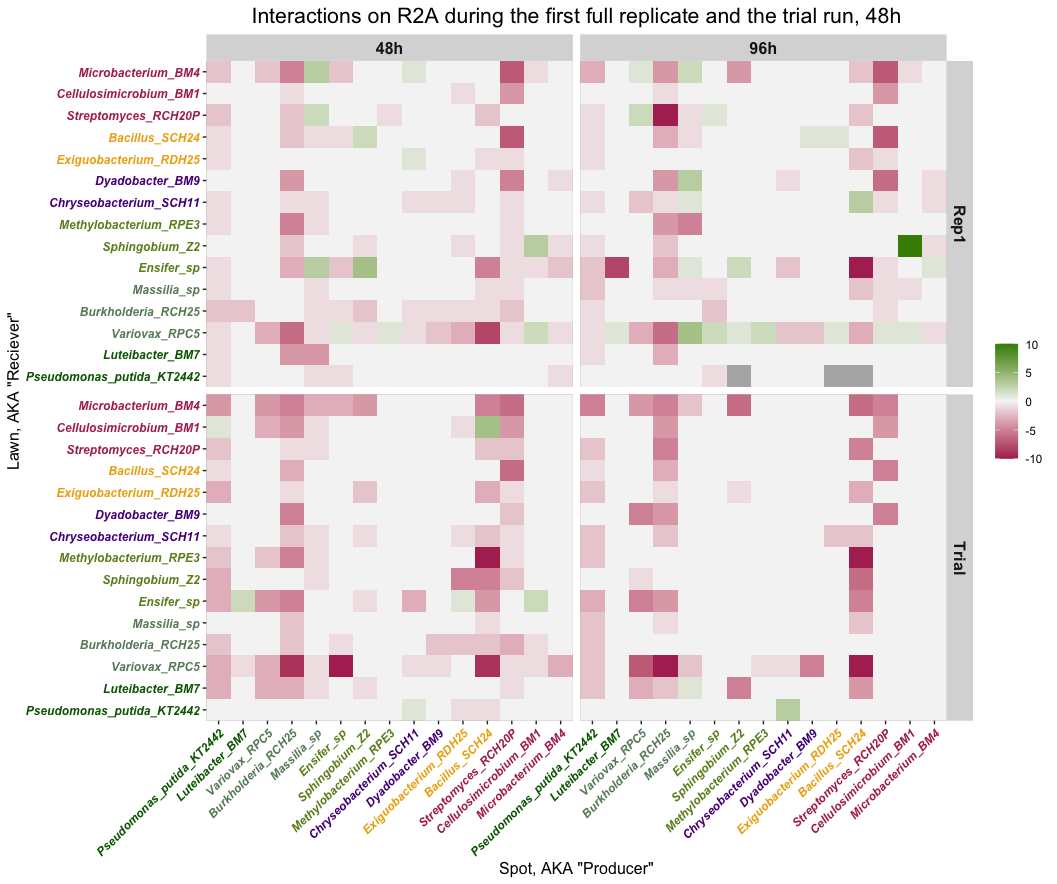 Interactions on R2A during the first full replicate and the trial run, 48h
48h
96h
Lawn, AKA "Reciever"
Microbacterium_BM4
Cellulosimicrobium_BM1
Streptomyces_RCH20P
Bacillus_SCH24
Exiguobacterium_RDH25
Dyadobacter_BM9
Chryseobacterium_SCH11
Methylobacterium_RPE3
Sphingobium_Z2
Ensifer_sp
Massilia_sp
Burkholderia_RCH25
Variovax_RPC5
Luteibacter_BM7
Pseudomonas_putida_KT2442
Rep1
Microbacterium_BM4
Cellulosimicrobium_BM1
Streptomyces_RCH20P
Bacillus_SCH24
Exiguobacterium_RDH25
Dyadobacter_BM9
Chryseobacterium_SCH11
Methylobacterium_RPE3
Sphingobium_Z2
Ensifer_sp
Massilia_sp
Burkholderia_RCH25
Variovax_RPC5
Luteibacter_BM7
Pseudomonas_putida_KT2442
Trial
10
5
0
-5
-10
Pseudomonas_putida_KT2442
Luteibacter_BM7
Variovax_RPC5
Burkholderia_RCH25
Massilia_sp
Ensifer_sp
Sphingobium_Z2
Methylobacterium_RPE3
Chryseobacterium_SCH11
Dyadobacter_BM9
Exiguobacterium_RDH25
Bacillus_SCH24
Streptomyces_RCH20P
Cellulosimicrobium_BM1
Microbacterium_BM4
Pseudomonas_putida_KT2442
Luteibacter_BM7
Variovax_RPC5
Burkholderia_RCH25
Massilia_sp
Ensifer_sp
Sphingobium_Z2
Methylobacterium_RPE3
Chryseobacterium_SCH11
Dyadobacter_BM9
Exiguobacterium_RDH25
Bacillus_SCH24
Streptomyces_RCH20P
Cellulosimicrobium_BM1
Microbacterium_BM4
Spot, AKA "Producer"